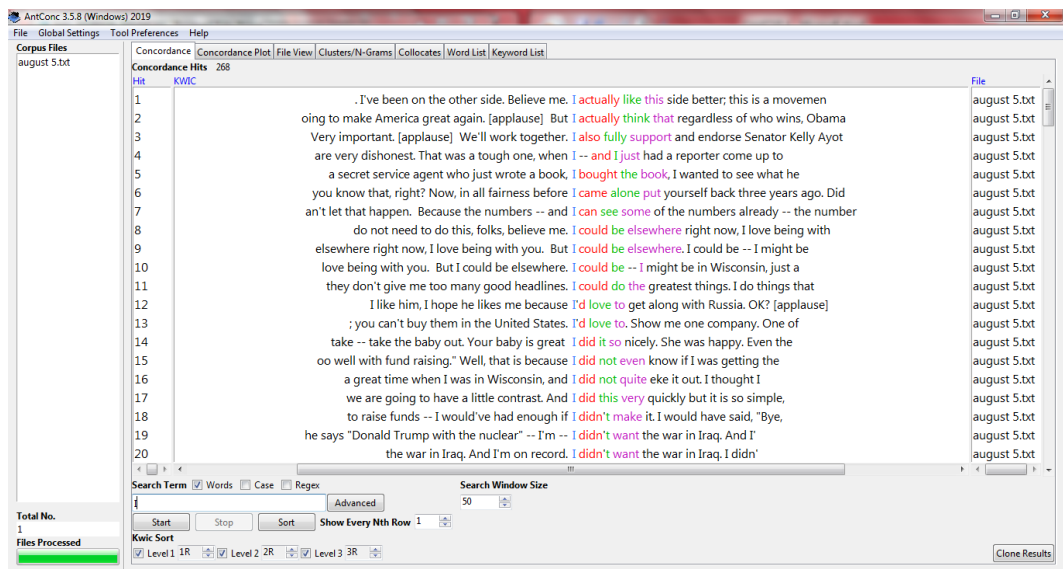 AntConc 3.5.8 (Windows) 2019
File Global Settings Tool Preferences Help
Corpus Files
august 5.txt
Concordance Concordance Plot File View Clusters/N-Grams Collocates Word List Keyword List
Concordance Hits 268
Hit KWIC File
1 . I've been on the other side. Believe me. I actually like this side better; this is a movemen august 5.txt
2 oing to make America great again. [applause] But I actually think that regardless of who wins, Obama august 5.txt
3 Very important. [applause] We'll work together. I also fully support and endorse Senator Kelly Ayot august 5.txt
4 are very dishonest. That was a tough one, when I -- and I just had a reporter come up to august 5.txt
5 a secret service agent who just wrote a book, I bought the book, I wanted to see what he august 5.txt
6 you know that, right? Now, in all fairness before I came alone put yourself back three years ago. Did august 5.txt
7 an't let that happen. Because the numbers -- and I can see some of the numbers already -- the number august 5.txt
8 do not need to do this, folks, believe me. I could be elsewhere right now, I love being with august 5.txt
9 elsewhere right now, I love being with you. But I could be elsewhere. I could be -- I might be august 5.txt
10 love being with you. But I could be elsewhere. I could be -- I might be in Wisconsin, just a august 5.txt
11 they don't give me too many good headlines. I could do the greatest things. I do things that august 5.txt
12 I like him, I hope he likes me because I'd love to get along with Russia. OK? [applause] august 5.txt
13 ; you can't buy them in the United States. I'd love to. Show me one company. One of august 5.txt
14 take -- take the baby out. Your baby is great I did it so nicely. She was happy. Even the august 5.txt
15 oo well with fund raising." Well, that is because I did not even know if I was getting the august 5.txt
16 a great time when I was in Wisconsin, and I did not quite eke it out. I thought I august 5.txt
17 we are going to have a little contrast. And I did this very quickly but it is so simple, august 5.txt
18 to raise funds -- I would've had enough if I didn't make it. I would have said, "Bye, august 5.txt
19 he says "Donald Trump with the nuclear" -- I'm -- I didn't want the war in Iraq. And I' august 5.txt
20 the war in Iraq. And I'm on record. I didn't want the war in Iraq. I didn' august 5.txt
Search Term Words Case Regex Search Window Size
I Advanced 50
Start Stop Sort Show Every Nth Row 1
Kwic Sort
Level 1 1R Level 2 2R Level 3 3R Clone Results
Total No.
1
Files Processed